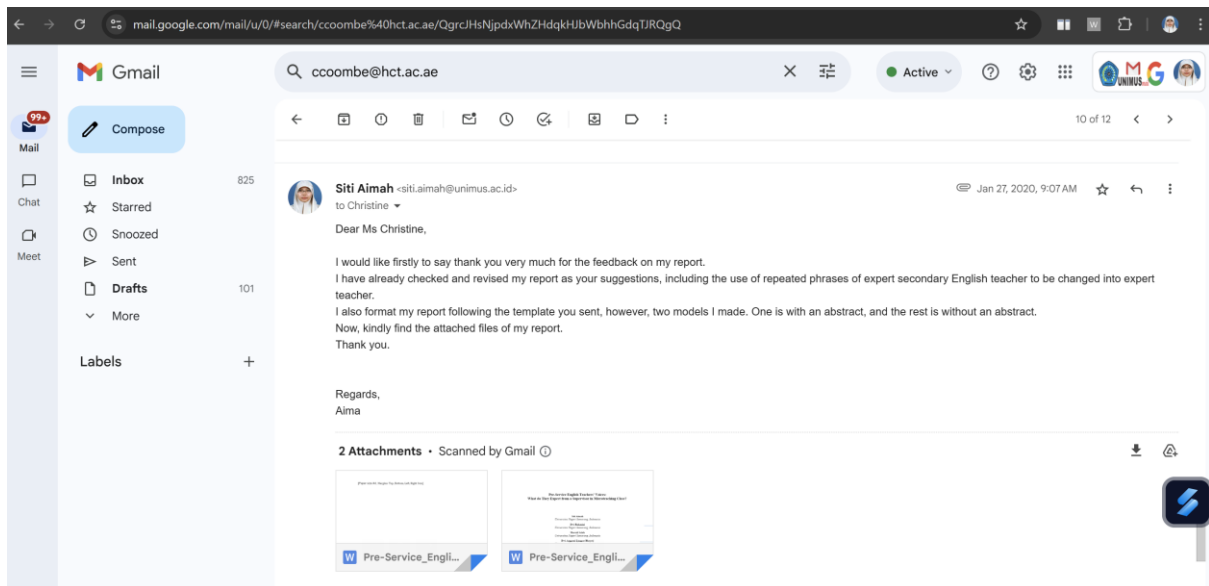 mail.google.com/mail/u/0/#search/ccoombe%40hct.ac.ae/QgrcJHsNjpdxWhZHdqkHJbWbhhGdqTJRQgQ
W
Gmail
ccoombe@hct.ac.ae
Active
UNIMUS
99+
Mail
Chat
Meet
Compose
Inbox 825
Starred
Snoozed
Sent
Drafts 101
More
Labels
10 of 12
Siti Aimah <siti.aimah@unimus.ac.id>
Jan 27, 2020, 9:07 AM
to Christine
Dear Ms Christine,
I would like firstly to say thank you very much for the feedback on my report.
I have already checked and revised my report as your suggestions, including the use of repeated phrases of expert secondary English teacher to be changed into expert
teacher.
I also format my report following the template you sent, however, two models I made. One is with an abstract, and the rest is without an abstract.
Now, kindly find the attached files of my report.
Thank you.
Regards,
Aima
2 Attachments • Scanned by Gmail
W Pre-Service_Engli...
W Pre-Service_Engli...